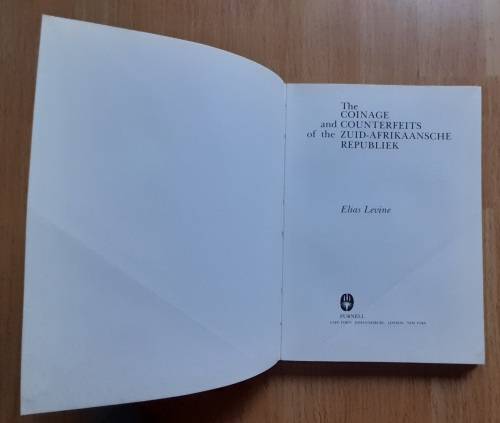 The
COINAGE
and COUNTERFEITS
of the ZUID-AFRIKAANSCHE
REPUBLIEK
Elias Levine
PURNELL
CAPE TOWN JOHANNESBURG LONDON NEW YORK